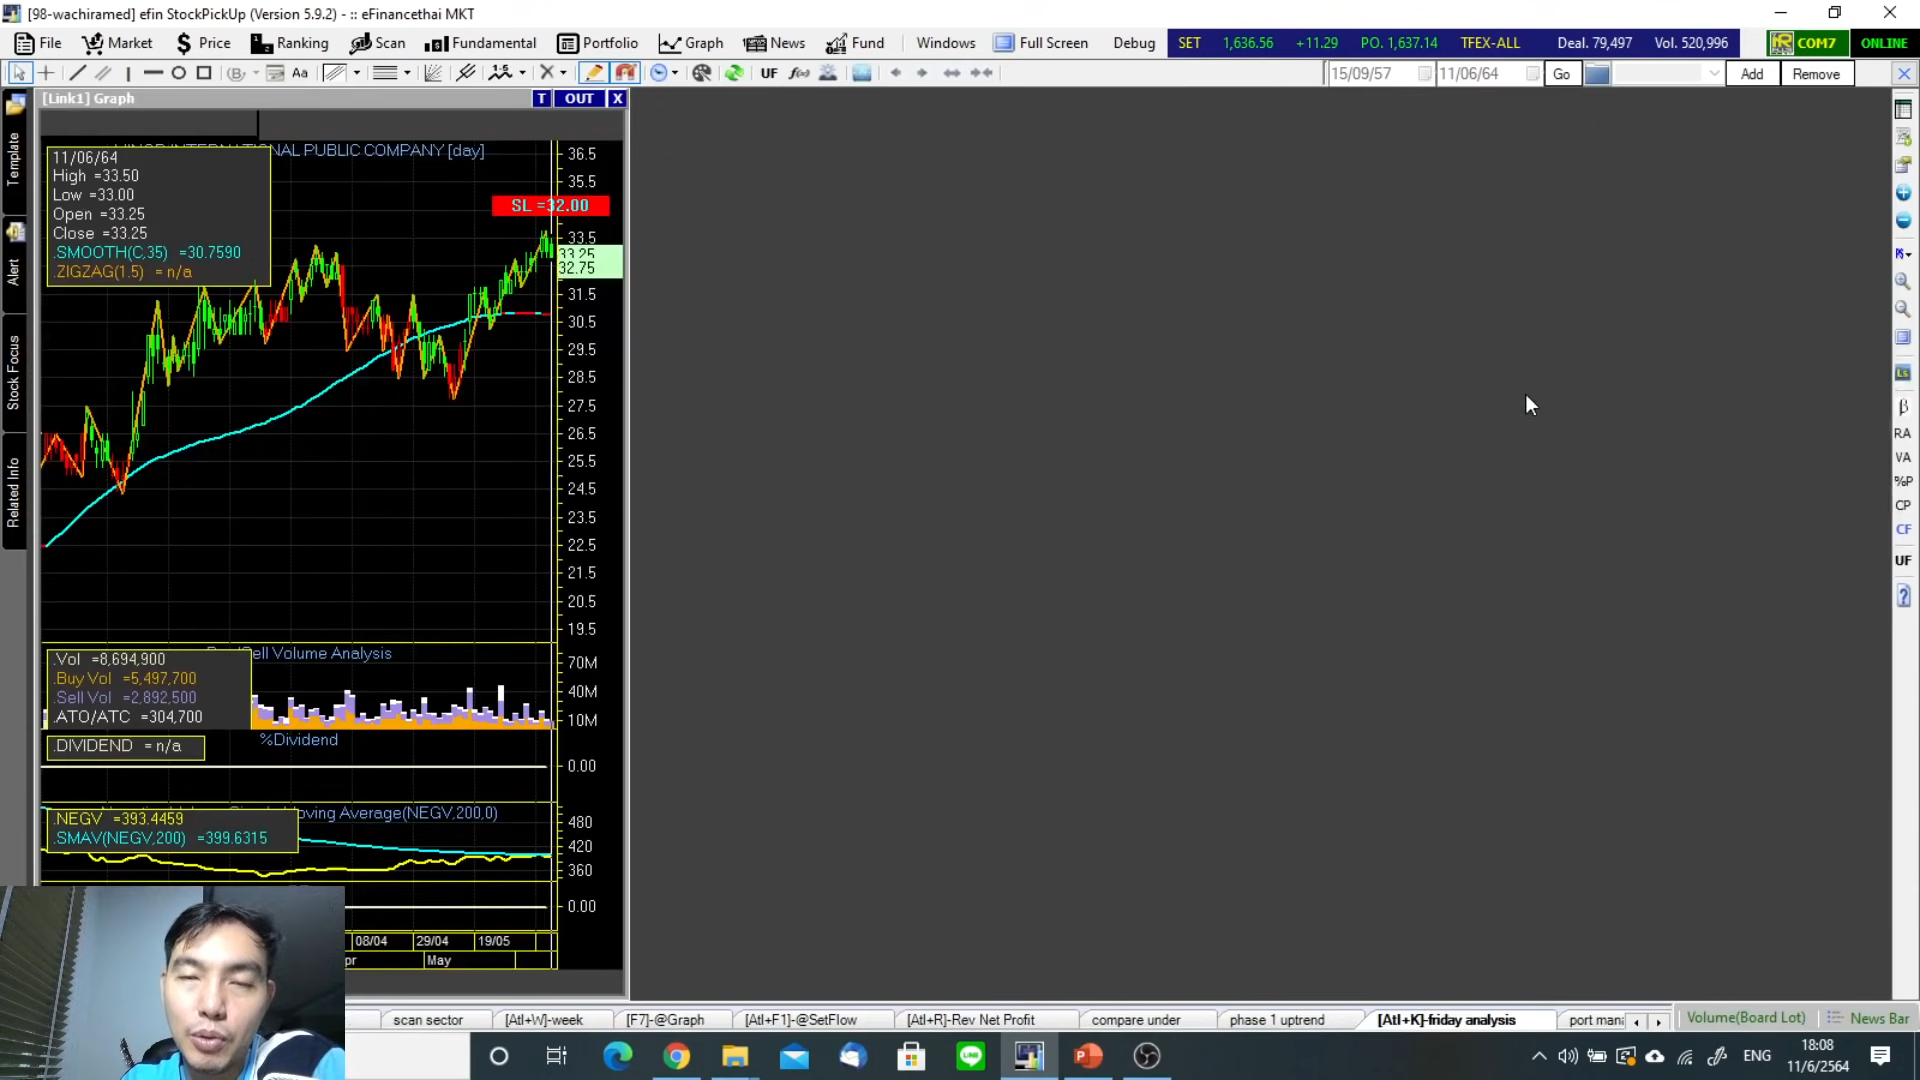 [98-wachiramed] efin StockPickUp (Version 5.9.2) - :: eFinancethai MKT
File Market Price Ranking Scan Fundamental Portfolio Graph News Fund Windows Full Screen Debug SET 1,636.56 +11.29 PO. 1,637.14 TFEX-ALL Deal. 79,497 Vol. 520,996 COM7 ONLINE
Aa UF f(x) 15/09/57 11/06/64 Go Add Remove
[Link1] Graph T OUT X
Template
Alert
Stock Focus
Related Info
NATIONAL PUBLIC COMPANY [day]
11/06/64
High =33.50
Low =33.00
Open =33.25
Close =33.25
.SMOOTH(C,35) =30.7590
.ZIGZAG(1.5) = n/a
SL =32.00
36.5
35.5
33.5
33.25
32.75
31.5
30.5
29.5
28.5
27.5
26.5
25.5
24.5
23.5
22.5
21.5
20.5
19.5
Sell Volume Analysis
.Vol =8,694,900
.Buy Vol =5,497,700
.Sell Vol =2,892,500
.ATO/ATC =304,700
70M
40M
10M
%Dividend
.DIVIDEND = n/a
0.00
Moving Average(NEGV,200,0)
.NEGV =393.4459
.SMAV(NEGV,200) =399.6315
480
420
360
0.00
08/04 29/04 19/05
May
β
RA
VA
%P
CP
CF
UF
scan sector [Atl+W]-week [F7]-@Graph [Atl+F1]-@SetFlow [Atl+R]-Rev Net Profit compare under phase 1 uptrend [Atl+K]-friday analysis port mana Volume(Board Lot) News Bar
ENG 18:08
11/6/2564